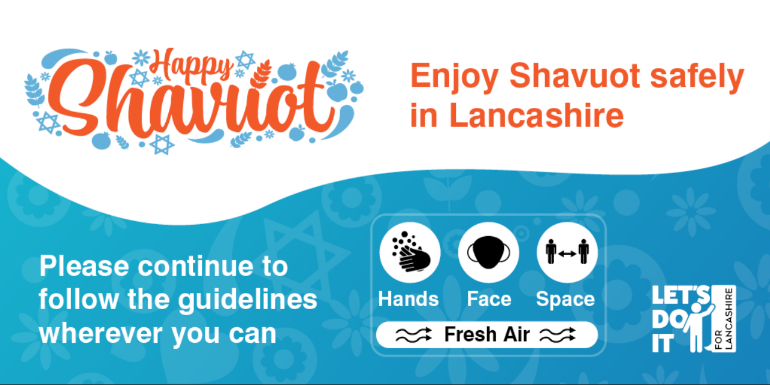 Happy
Shavuot
Enjoy Shavuot safely
in Lancashire
Please continue to
follow the guidelines
wherever you can
Hands Face Space
Fresh Air
LET'S
DO
IT
FOR
LANCASHIRE